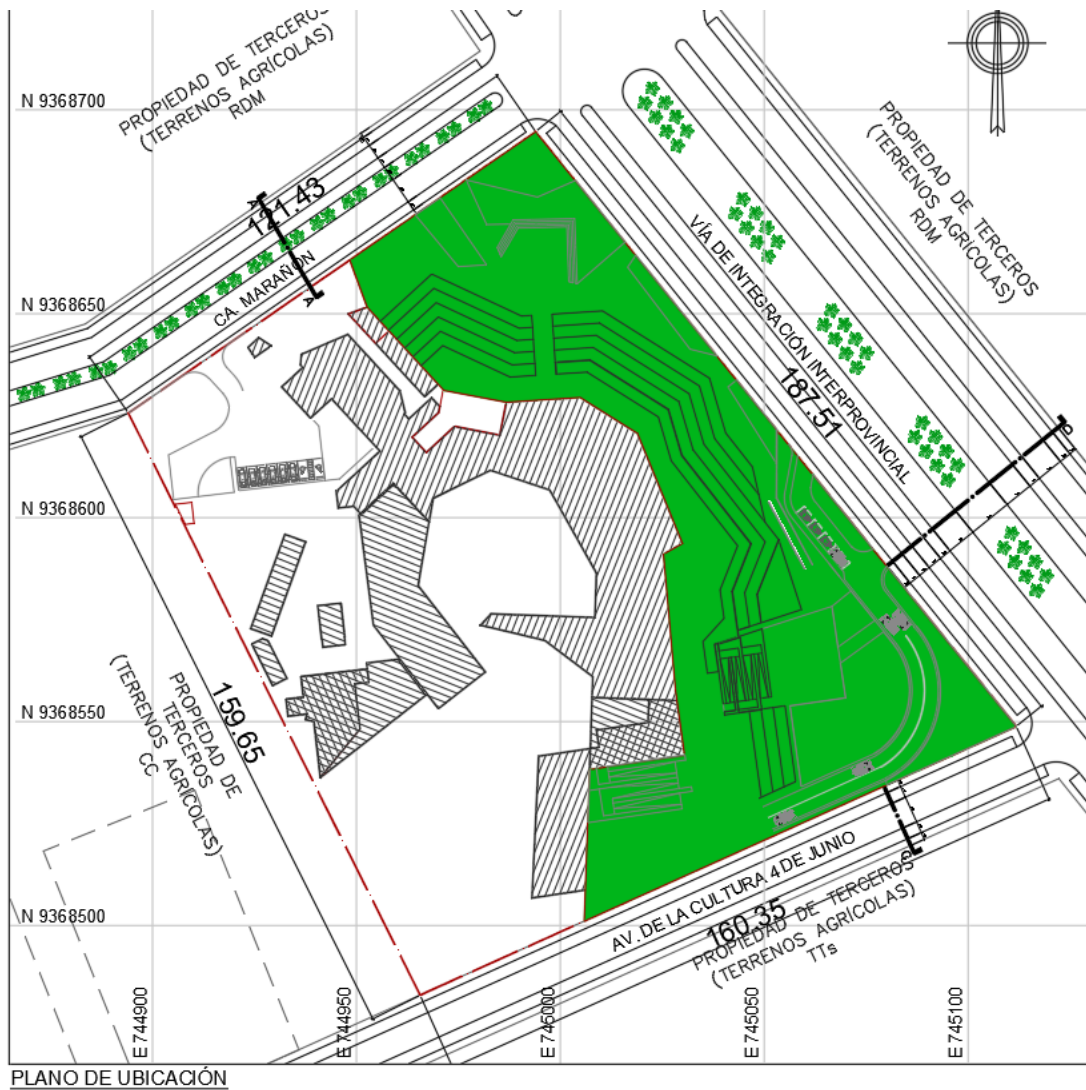 PROPIEDAD DE TERCEROS
(TERRENOS AGRÍCOLAS)
RDM
N 9368700
PROPIEDAD DE TERCEROS
(TERRENOS AGRÍCOLAS)
RDM
121.43
A
A
CA. MARAÑON
VÍA DE INTEGRACIÓN INTERPROVINCIAL
187.51
N 9368650
N 9368600
N 9368550
N 9368500
PROPIEDAD DE
TERCEROS
(TERRENOS AGRÍCOLAS)
CC
159.65
AV. DE LA CULTURA 4 DE JUNIO
160.35
PROPIEDAD DE TERCEROS
(TERRENOS AGRÍCOLAS)
TTs
E 744900
E 744950
E 745000
E 745050
E 745100
PLANO DE UBICACIÓN